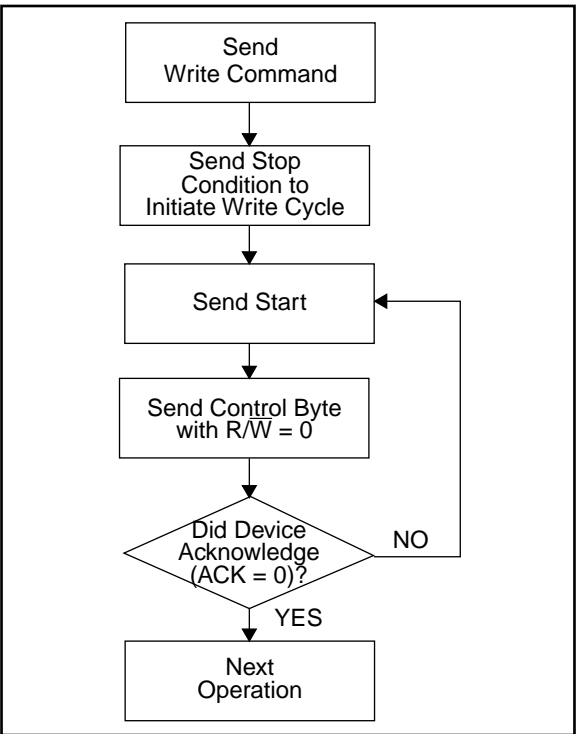 Send
Write Command
Send Stop
Condition to
Initiate Write Cycle
Send Start
Send Control Byte
with R/W̅ = 0
Did Device
Acknowledge
(ACK = 0)?
NO
YES
Next
Operation